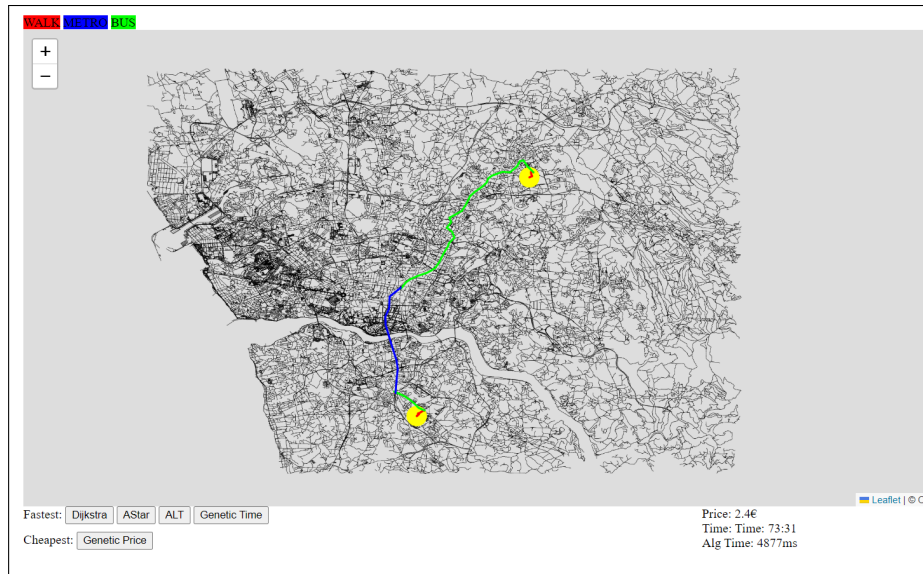 WALK METRO BUS
+
−
Leaflet | © C
Fastest: Dijkstra AStar ALT Genetic Time
Cheapest: Genetic Price
Price: 2.4€
Time: Time: 73:31
Alg Time: 4877ms